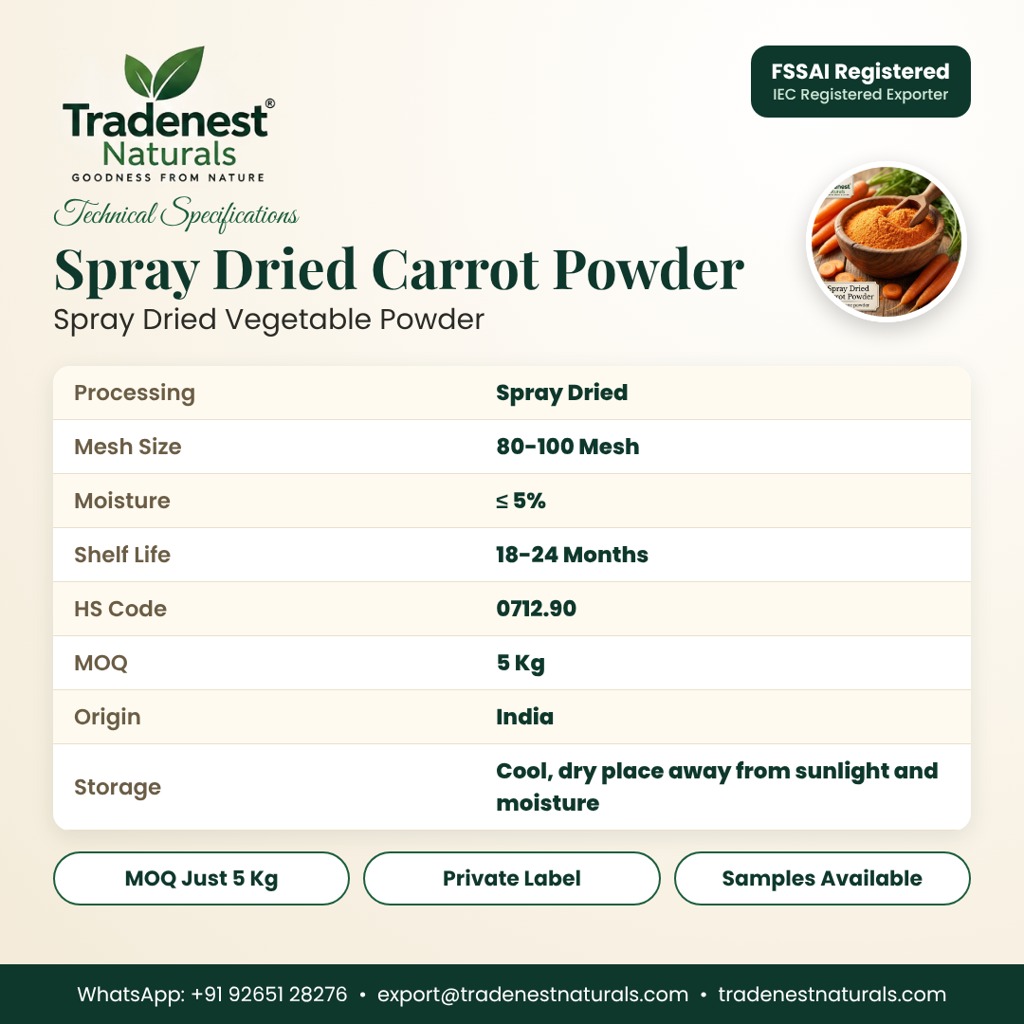 Tradenest®
Naturals
GOODNESS FROM NATURE
FSSAI Registered
IEC Registered Exporter
Technical Specifications
Spray Dried Carrot Powder
Spray Dried Vegetable Powder
Spray Dried
Powder
Processing Spray Dried
Mesh Size 80-100 Mesh
Moisture ≤ 5%
Shelf Life 18-24 Months
HS Code 0712.90
MOQ 5 Kg
Origin India
Storage Cool, dry place away from sunlight and
moisture
MOQ Just 5 Kg
Private Label
Samples Available
WhatsApp: +91 92651 28276 • export@tradenestnaturals.com • tradenestnaturals.com